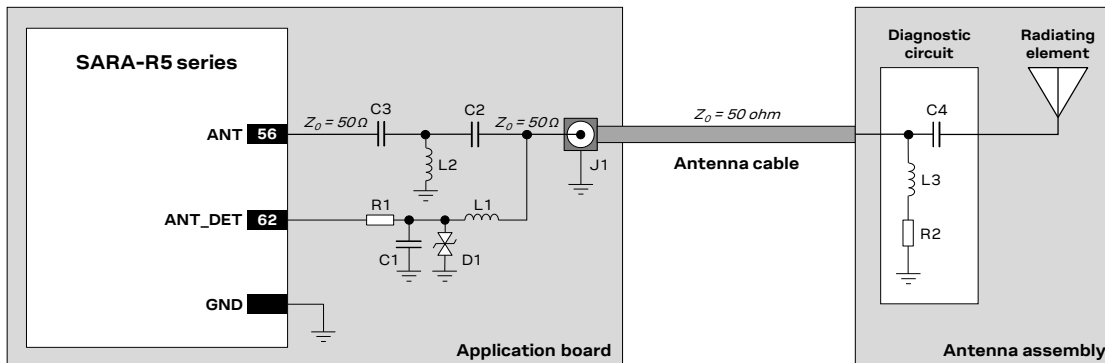 SARA-R5 series
ANT 56
Z0 = 50 Ω
C3
C2
Z0 = 50 Ω
L2
J1
ANT_DET 62
R1
L1
C1
D1
GND
Application board
Z0 = 50 ohm
Antenna cable
Diagnostic
circuit
Radiating
element
C4
L3
R2
Antenna assembly